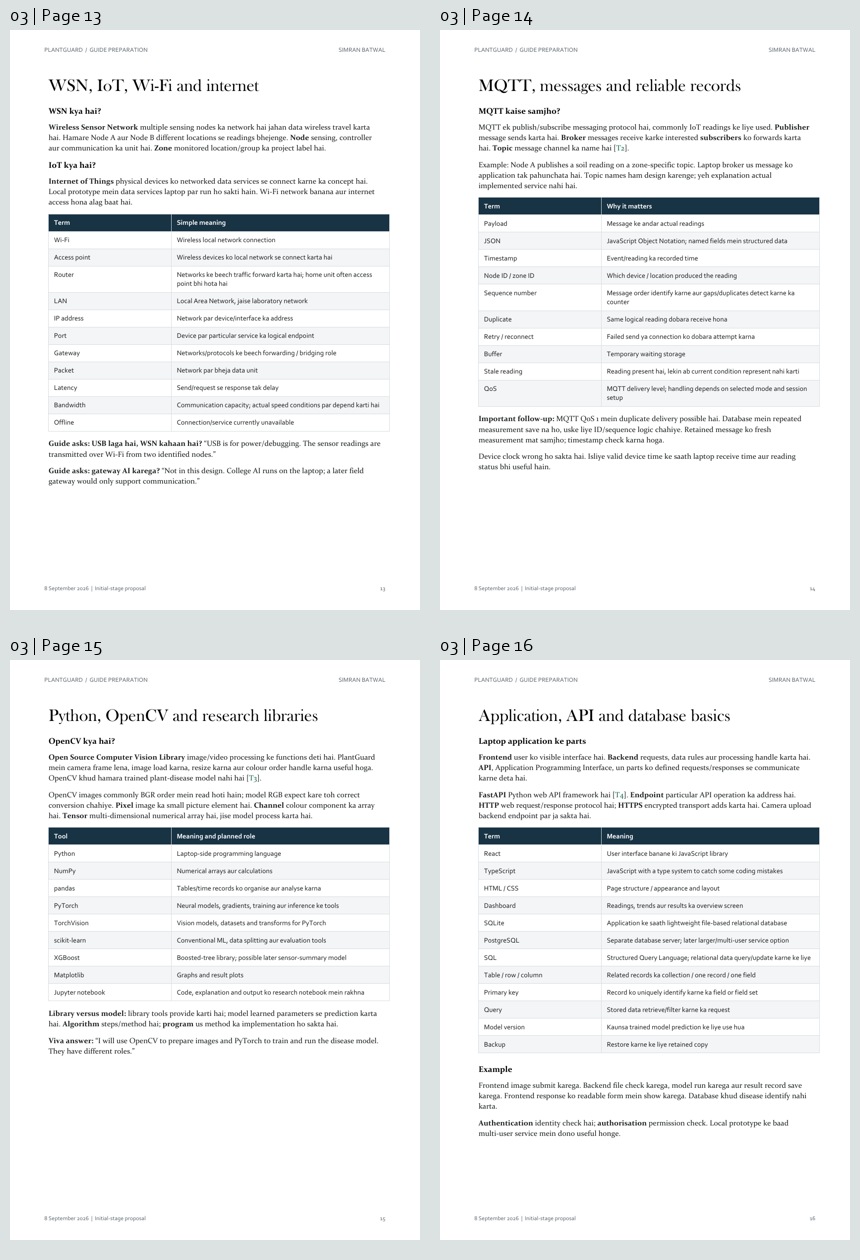 03 | Page 13
PLANTGUARD / GUIDE PREPARATION SIMRAN BATWAL
WSN, IoT, Wi-Fi and internet
WSN kya hai?
Wireless Sensor Network multiple sensing nodes ka network hai jahan data wireless travel karta
hai. Hamare Node A aur Node B different locations se readings bhejenge. Node sensing, controller
aur communication ka unit hai. Zone monitored location/group ka project label hai.
IoT kya hai?
Internet of Things physical devices ko networked data services se connect karne ka concept hai.
Local prototype mein data services laptop par run ho sakti hain. Wi-Fi network banana aur internet
access hona alag baat hai.
Term Simple meaning
Wi-Fi Wireless local network connection
Access point Wireless devices ko local network se connect karta hai
Router Networks ke beech traffic forward karta hai; home unit often access
point bhi hota hai
LAN Local Area Network, jaise laboratory network
IP address Network par device/interface ka address
Port Device par particular service ka logical endpoint
Gateway Networks/protocols ke beech forwarding / bridging role
Packet Network par bheja data unit
Latency Send/request se response tak delay
Bandwidth Communication capacity; actual speed conditions par depend karti hai
Offline Connection/service currently unavailable
Guide asks: USB laga hai, WSN kahaan hai? “USB is for power/debugging. The sensor readings are
transmitted over Wi-Fi from two identified nodes.”
Guide asks: gateway AI karega? “Not in this design. College AI runs on the laptop; a later field
gateway would only support communication.”
8 September 2026 | Initial-stage proposal 13
03 | Page 14
PLANTGUARD / GUIDE PREPARATION SIMRAN BATWAL
MQTT, messages and reliable records
MQTT kaise samjho?
MQTT ek publish/subscribe messaging protocol hai, commonly IoT readings ke liye used. Publisher
message sends karta hai. Broker messages receive karke interested subscribers ko forwards karta
hai. Topic message channel ka name hai [T2].
Example: Node A publishes a soil reading on a zone-specific topic. Laptop broker us message ko
application tak pahunchata hai. Topic names ham design karenge; yeh explanation actual
implemented service nahi hai.
Term Why it matters
Payload Message ke andar actual readings
JSON JavaScript Object Notation; named fields mein structured data
Timestamp Event/reading ka recorded time
Node ID / zone ID Which device / location produced the reading
Sequence number Message order identify karne aur gaps/duplicates detect karne ka
counter
Duplicate Same logical reading dobara receive hona
Retry / reconnect Failed send ya connection ko dobara attempt karna
Buffer Temporary waiting storage
Stale reading Reading present hai, lekin ab current condition represent nahi karti
QoS MQTT delivery level; handling depends on selected mode and session
setup
Important follow-up: MQTT QoS 1 mein duplicate delivery possible hai. Database mein repeated
measurement save na ho, uske liye ID/sequence logic chahiye. Retained message ko fresh
measurement mat samjho; timestamp check karna hoga.
Device clock wrong ho sakta hai. Isliye valid device time ke saath laptop receive time aur reading
status bhi useful hain.
8 September 2026 | Initial-stage proposal 14
03 | Page 15
PLANTGUARD / GUIDE PREPARATION SIMRAN BATWAL
Python, OpenCV and research libraries
OpenCV kya hai?
Open Source Computer Vision Library image/video processing ke functions deti hai. PlantGuard
mein camera frame lena, image load karna, resize karna aur colour order handle karna useful hoga.
OpenCV khud hamara trained plant-disease model nahi hai [T3].
OpenCV images commonly BGR order mein read hoti hain; model RGB expect kare toh correct
conversion chahiye. Pixel image ka small picture element hai. Channel colour component ka array
hai. Tensor multi-dimensional numerical array hai, jise model process karta hai.
Tool Meaning and planned role
Python Laptop-side programming language
NumPy Numerical arrays aur calculations
pandas Tables/time records ko organise aur analyse karna
PyTorch Neural models, gradients, training aur inference ke tools
TorchVision Vision models, datasets and transforms for PyTorch
scikit-learn Conventional ML, data splitting aur evaluation tools
XGBoost Boosted-tree library; possible later sensor-summary model
Matplotlib Graphs and result plots
Jupyter notebook Code, explanation and output ko research notebook mein rakhna
Library versus model: library tools provide karti hai; model learned parameters se prediction karta
hai. Algorithm steps/method hai; program us method ka implementation ho sakta hai.
Viva answer: “I will use OpenCV to prepare images and PyTorch to train and run the disease model.
They have different roles.”
8 September 2026 | Initial-stage proposal 15
03 | Page 16
PLANTGUARD / GUIDE PREPARATION SIMRAN BATWAL
Application, API and database basics
Laptop application ke parts
Frontend user ko visible interface hai. Backend requests, data rules aur processing handle karta hai.
API, Application Programming Interface, un parts ko defined requests/responses se communicate
karne deta hai.
FastAPI Python web API framework hai [T4]. Endpoint particular API operation ka address hai.
HTTP web request/response protocol hai; HTTPS encrypted transport adds karta hai. Camera upload
backend endpoint par ja sakta hai.
Term Meaning
React User interface banane ki JavaScript library
TypeScript JavaScript with a type system to catch some coding mistakes
HTML / CSS Page structure / appearance and layout
Dashboard Readings, trends aur results ka overview screen
SQLite Application ke saath lightweight file-based relational database
PostgreSQL Separate database server; later larger/multi-user service option
SQL Structured Query Language; relational data query/update karne ke liye
Table / row / column Related records ka collection / one record / one field
Primary key Record ko uniquely identify karne ka field or field set
Query Stored data retrieve/filter karne ka request
Model version Kaunsa trained model prediction ke liye use hua
Backup Restore karne ke liye retained copy
Example
Frontend image submit karega. Backend file check karega, model run karega aur result record save
karega. Frontend response ko readable form mein show karega. Database khud disease identify nahi
karta.
Authentication identity check hai; authorisation permission check. Local prototype ke baad
multi-user service mein dono useful honge.
8 September 2026 | Initial-stage proposal 16